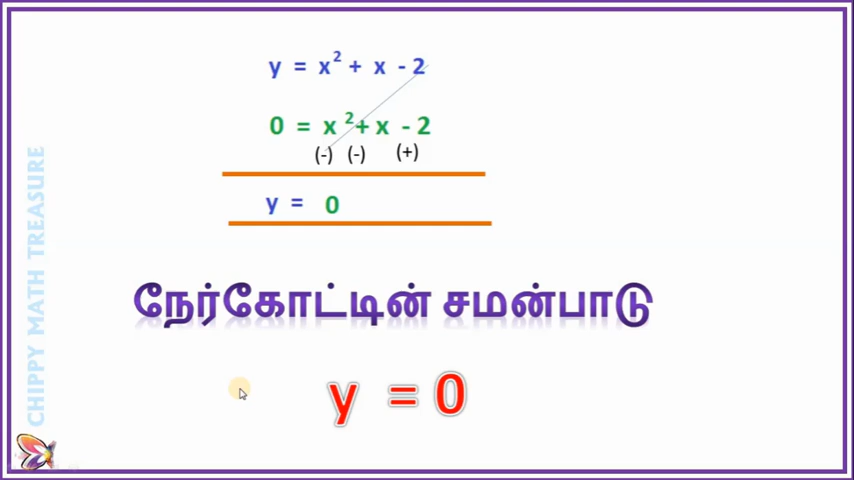 y = x² + x - 2
0 = x² + x - 2
(-) (-) (+)
y = 0
நேர்கோட்டின் சமன்பாடு
y = 0
CHIPPY MATH TREASURE